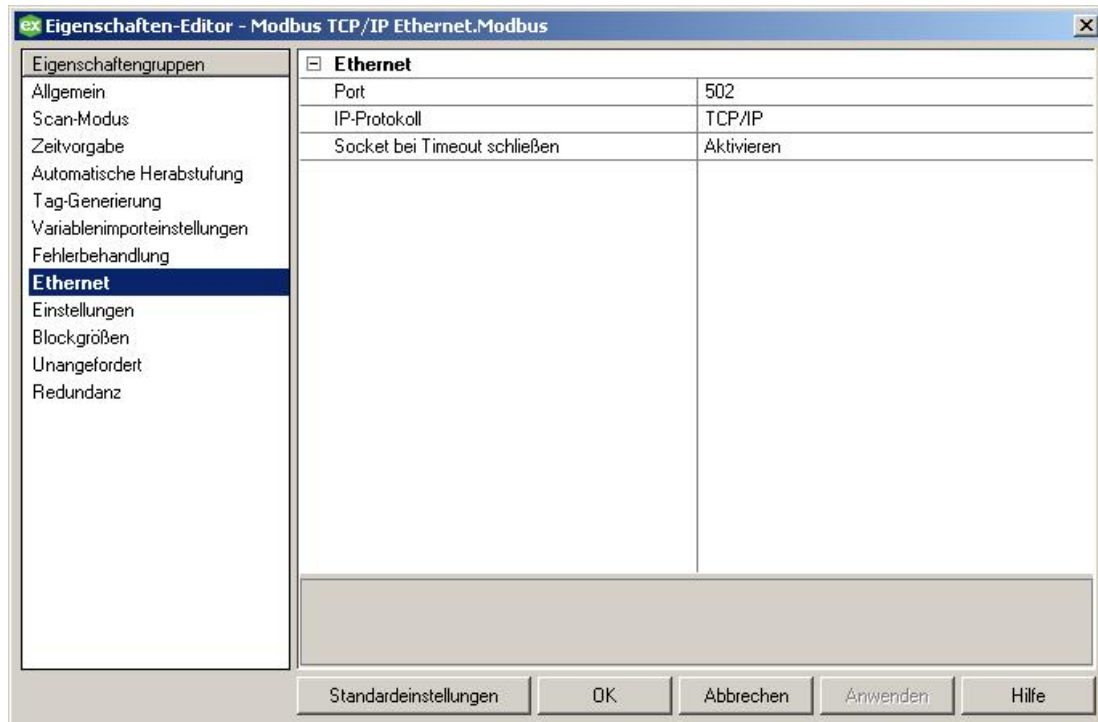 ex Eigenschaften-Editor - Modbus TCP/IP Ethernet.Modbus
Eigenschaftengruppen
Allgemein
Scan-Modus
Zeitvorgabe
Automatische Herabstufung
Tag-Generierung
Variablenimporteinstellungen
Fehlerbehandlung
Ethernet
Einstellungen
Blockgrößen
Unangefordert
Redundanz
Ethernet
Port 502
IP-Protokoll TCP/IP
Socket bei Timeout schließen Aktivieren
Standardeinstellungen OK Abbrechen Anwenden Hilfe